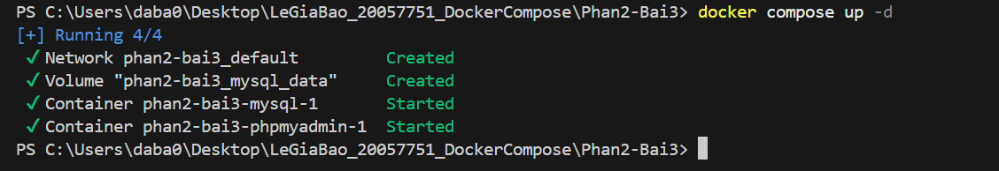 PS C:\Users\daba0\Desktop\LeGiaBao_20057751_DockerCompose\Phan2-Bai3> docker compose up -d
[+] Running 4/4
✓ Network phan2-bai3_default Created
✓ Volume "phan2-bai3_mysql_data" Created
✓ Container phan2-bai3-mysql-1 Started
✓ Container phan2-bai3-phpmyadmin-1 Started
PS C:\Users\daba0\Desktop\LeGiaBao_20057751_DockerCompose\Phan2-Bai3>